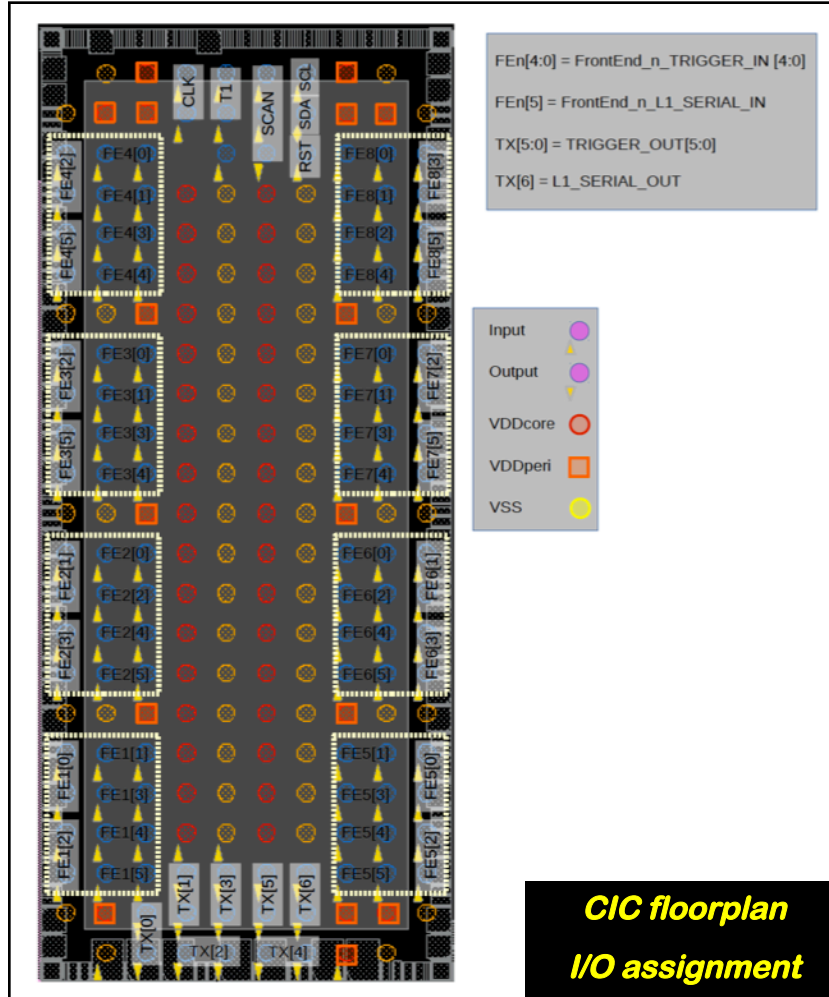 CLK
T1
SCAN
SCL
SDA
RST
FE4[2]
FE4[5]
FE4[0]
FE4[1]
FE4[3]
FE4[4]
FE8[0]
FE8[1]
FE8[2]
FE8[4]
FE8[3]
FE8[5]
FE3[2]
FE3[5]
FE3[0]
FE3[1]
FE3[3]
FE3[4]
FE7[0]
FE7[1]
FE7[3]
FE7[4]
FE7[2]
FE7[5]
FE2[1]
FE2[3]
FE2[0]
FE2[2]
FE2[4]
FE2[5]
FE6[0]
FE6[2]
FE6[4]
FE6[5]
FE6[1]
FE6[3]
FE1[0]
FE1[2]
FE1[1]
FE1[3]
FE1[4]
FE1[5]
FE5[1]
FE5[3]
FE5[4]
FE5[5]
FE5[0]
FE5[2]
TX[0]
TX[1]
TX[3]
TX[5]
TX[6]
TX[2]
TX[4]
FEn[4:0] = FrontEnd_n_TRIGGER_IN [4:0]
FEn[5] = FrontEnd_n_L1_SERIAL_IN
TX[5:0] = TRIGGER_OUT[5:0]
TX[6] = L1_SERIAL_OUT
Input
Output
VDDcore
VDDperi
VSS
CIC floorplan
I/O assignment